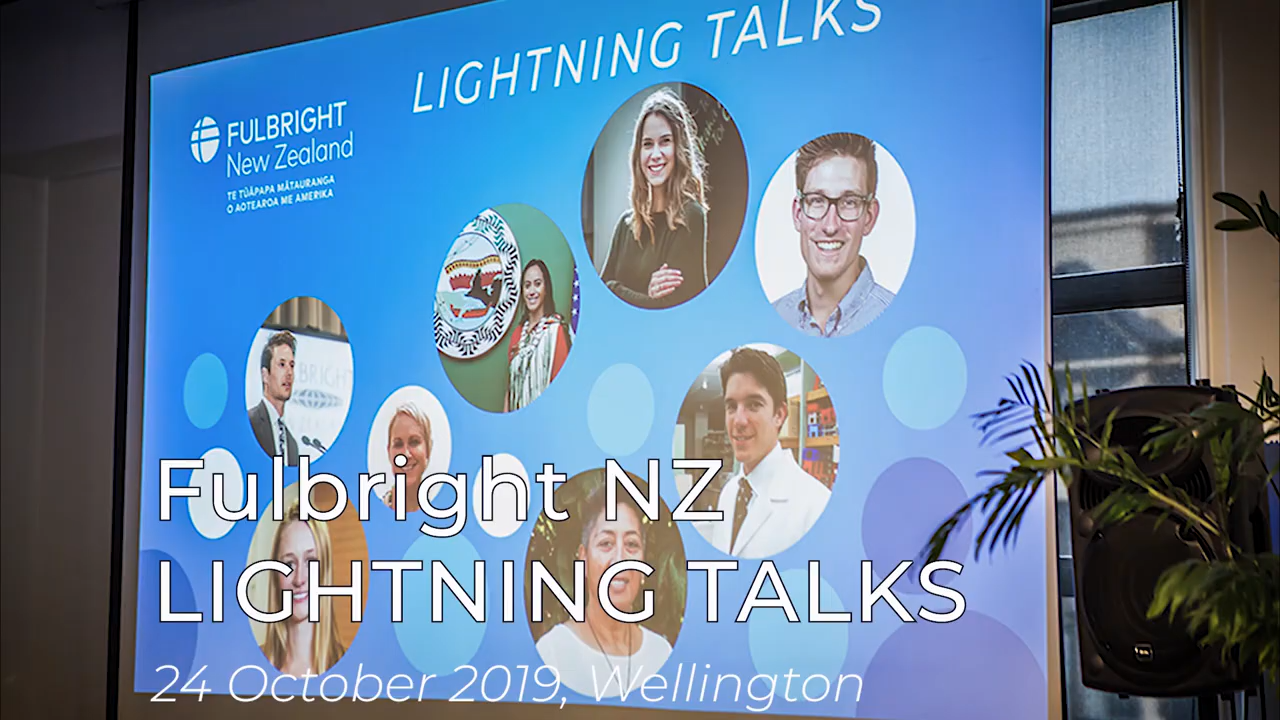 LIGHTNING TALKS
FULBRIGHT
New Zealand
TE TŪĀPAPA MĀTAURANGA
O AOTEAROA ME AMERIKA
Fulbright NZ
LIGHTNING TALKS
24 October 2019, Wellington